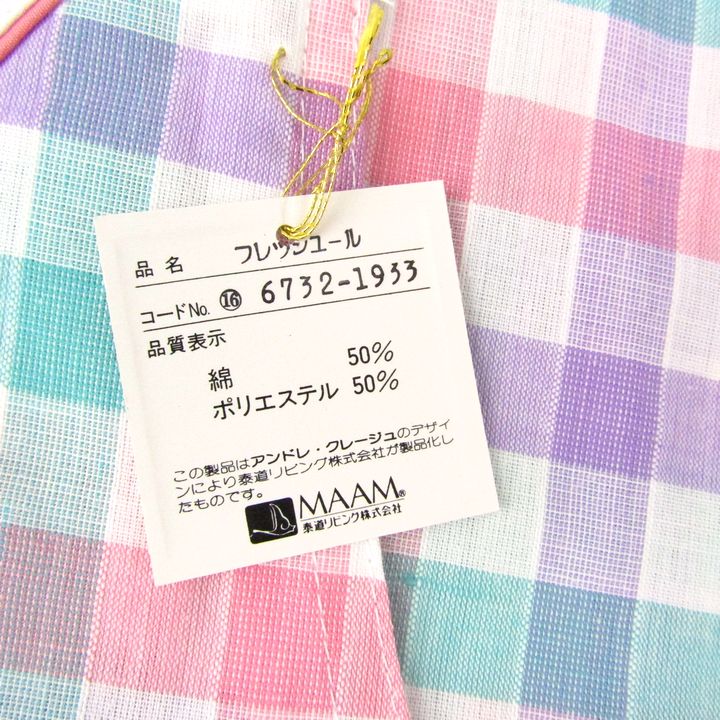 品名 フレッシュール
コードNo. ⑯ 6732-1933
品質表示
綿 50%
ポリエステル 50%
この製品はアンドレ・クレージュのデザイ
ンにより泰道リビング株式会社が製品化し
たものです。
MAAM®
泰道リビング株式会社